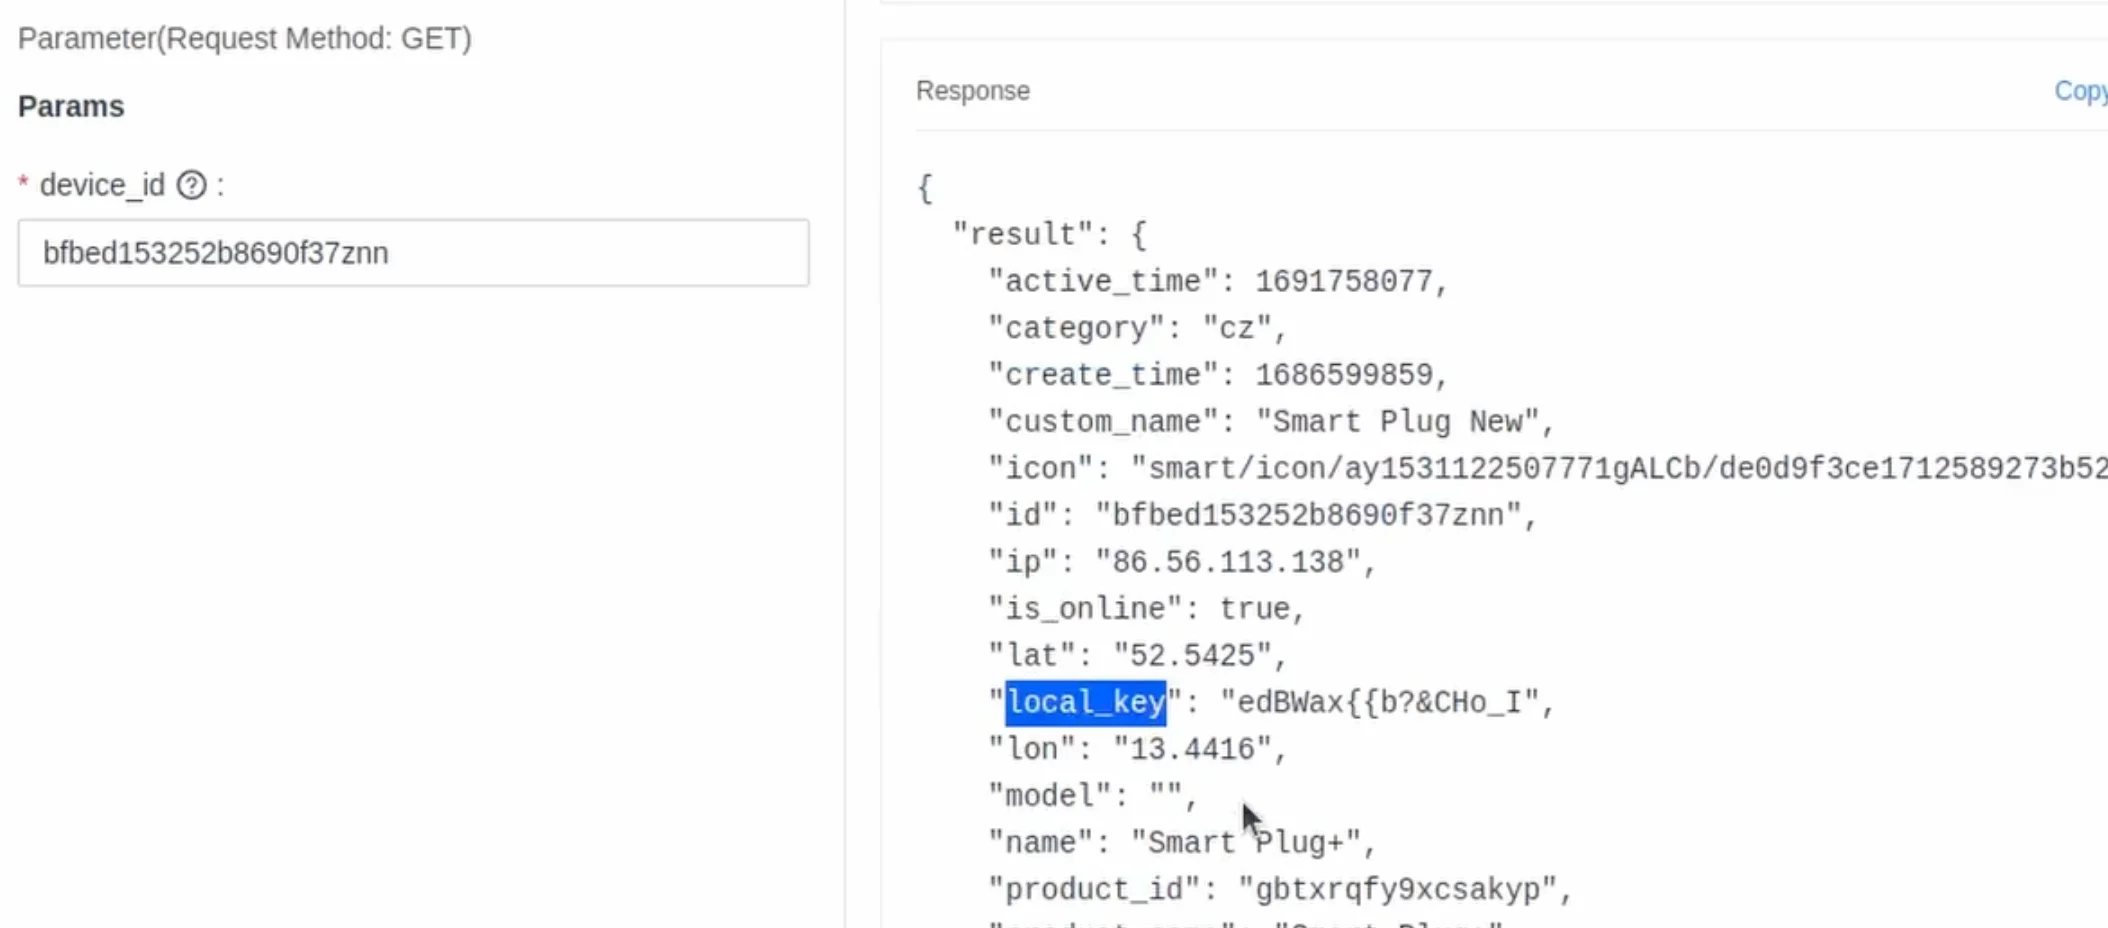 Parameter(Request Method: GET)
Params
* device_id ? :
bfbed153252b8690f37znn
Response
Copy
{
"result": {
"active_time": 1691758077,
"category": "cz",
"create_time": 1686599859,
"custom_name": "Smart Plug New",
"icon": "smart/icon/ay1531122507771gALCb/de0d9f3ce1712589273b52
"id": "bfbed153252b8690f37znn",
"ip": "86.56.113.138",
"is_online": true,
"lat": "52.5425",
"local_key": "edBWax{{b?&CHo_I",
"lon": "13.4416",
"model": "",
"name": "Smart Plug+",
"product_id": "gbtxrqfy9xcsakyp",